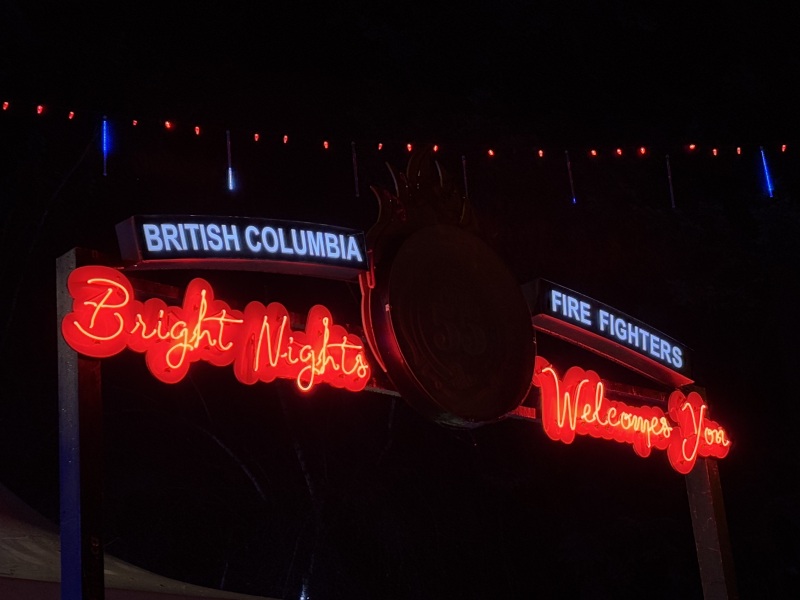 BRITISH COLUMBIA
FIRE FIGHTERS
Bright Nights
Welcomes You